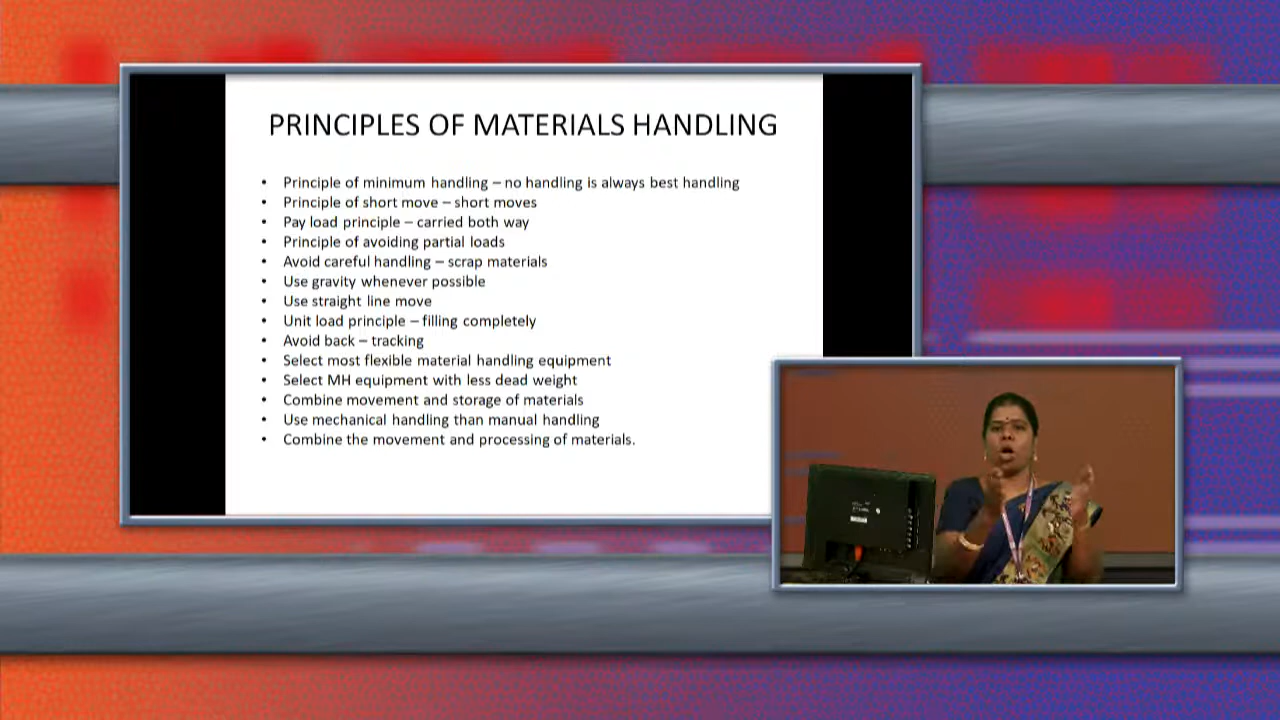 PRINCIPLES OF MATERIALS HANDLING
• Principle of minimum handling – no handling is always best handling
• Principle of short move – short moves
• Pay load principle – carried both way
• Principle of avoiding partial loads
• Avoid careful handling – scrap materials
• Use gravity whenever possible
• Use straight line move
• Unit load principle – filling completely
• Avoid back – tracking
• Select most flexible material handling equipment
• Select MH equipment with less dead weight
• Combine movement and storage of materials
• Use mechanical handling than manual handling
• Combine the movement and processing of materials.